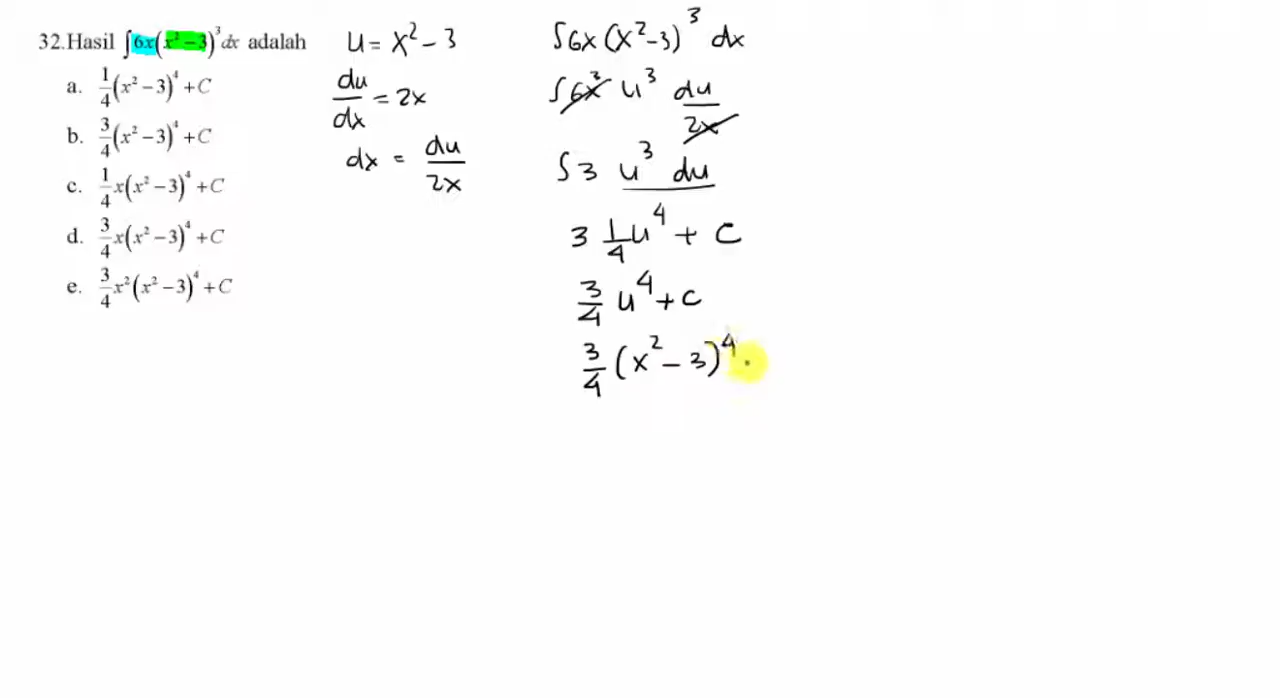 32.Hasil ∫6x(x² – 3)³dx adalah
a. 1/4(x² – 3)⁴ + C
b. 3/4(x² – 3)⁴ + C
c. 1/4x(x² – 3)⁴ + C
d. 3/4x(x² – 3)⁴ + C
e. 3/4x²(x² – 3)⁴ + C
u = x² – 3
du/dx = 2x
dx = du/2x
∫6x(x²–3)³ dx
∫6x³ u³ du/2x
∫3 u³ du
3 1/4u⁴ + C
3/4 u⁴ + C
3/4 (x² – 3)⁴